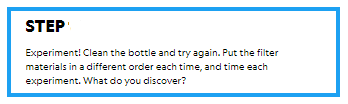 STEP
Experiment! Clean the bottle and try again. Put the filter
materials in a different order each time, and time each
experiment. What do you discover?